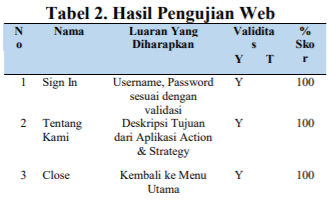 Tabel 2. Hasil Pengujian Web
N o Nama Luaran Yang Diharapkan Validita s % Sko r
Y T
1 Sign In Username, Password sesuai dengan validasi Y 100
2 Tentang Kami Deskripsi Tujuan dari Aplikasi Action & Strategy Y 100
3 Close Kembali ke Menu Utama Y 100